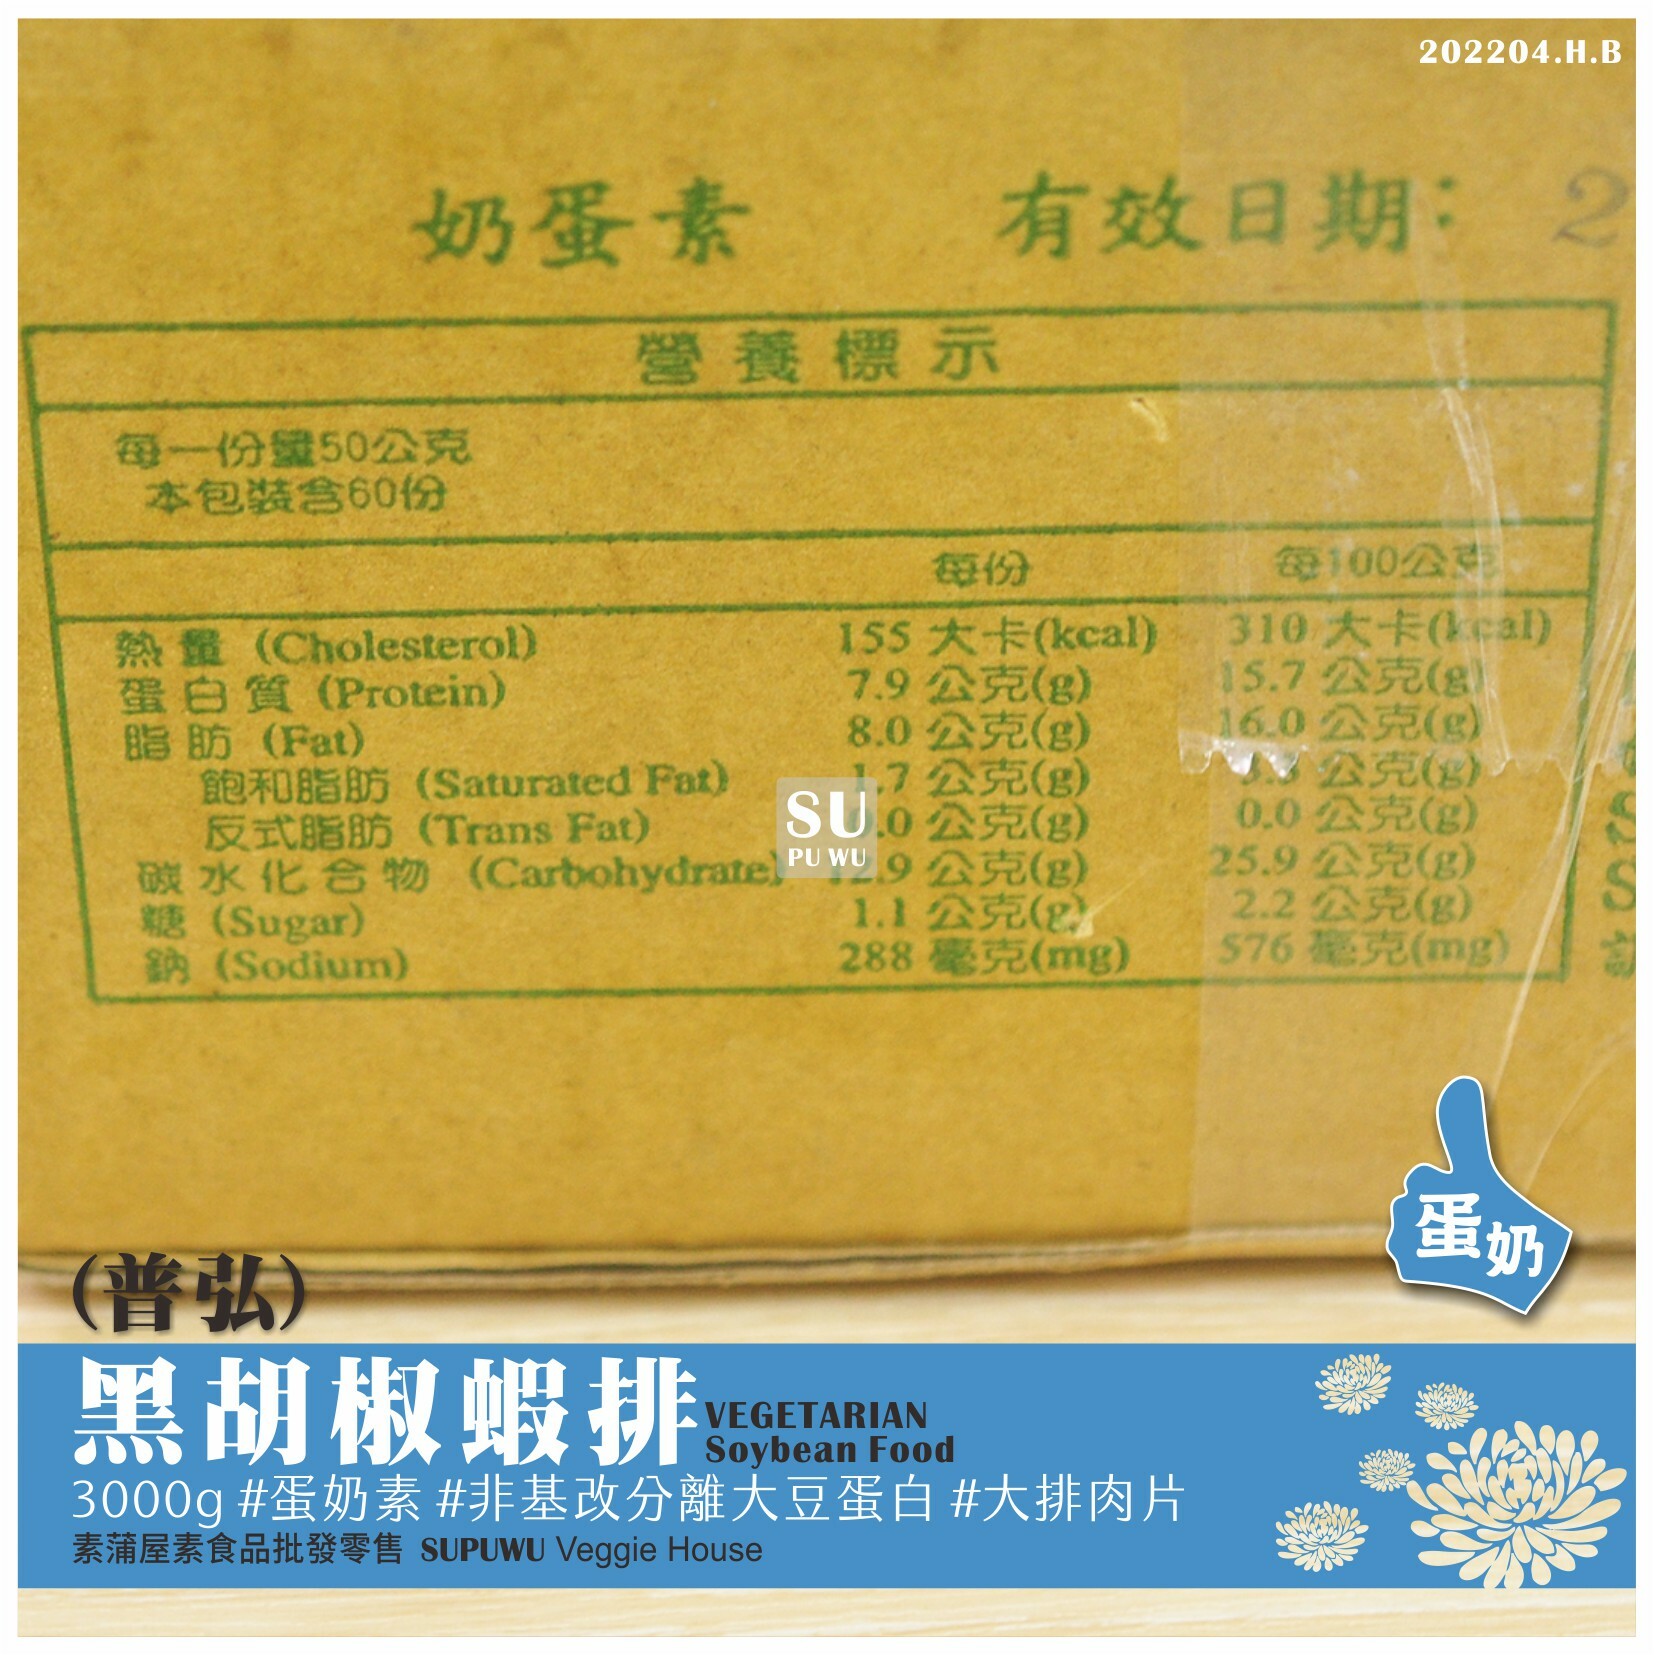 202204.H.B
奶蛋素 有效日期: 2
營養標示
每一份量50公克
本包裝含60份
每份 每100公克
熱量 (Cholesterol) 155 大卡(kcal) 310 大卡(kcal)
蛋白質 (Protein) 7.9 公克(g) 15.7 公克(g)
脂肪 (Fat) 8.0 公克(g) 16.0 公克(g)
飽和脂肪 (Saturated Fat) 1.7 公克(g) 公克(g)
反式脂肪 (Trans Fat) 0.0 公克(g) 0.0 公克(g)
碳水化合物 (Carbohydrate) 公克(g) 25.9 公克(g)
糖 (Sugar) 1.1 公克(g) 2.2 公克(g)
鈉 (Sodium) 288 毫克(mg) 576 毫克(mg)
SU
PU WU
蛋奶
(普弘)
黑胡椒蝦排 VEGETARIAN
Soybean Food
3000g #蛋奶素 #非基改分離大豆蛋白 #大排肉片
素蒲屋素食品批發零售 SUPUWU Veggie House